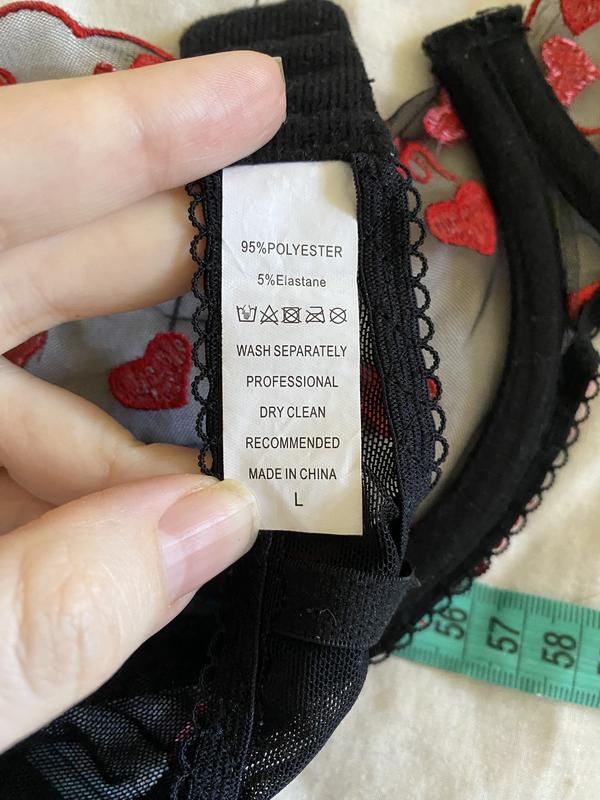 95%POLYESTER
5%Elastane
WASH SEPARATELY
PROFESSIONAL
DRY CLEAN
RECOMMENDED
MADE IN CHINA
L
56 57 58